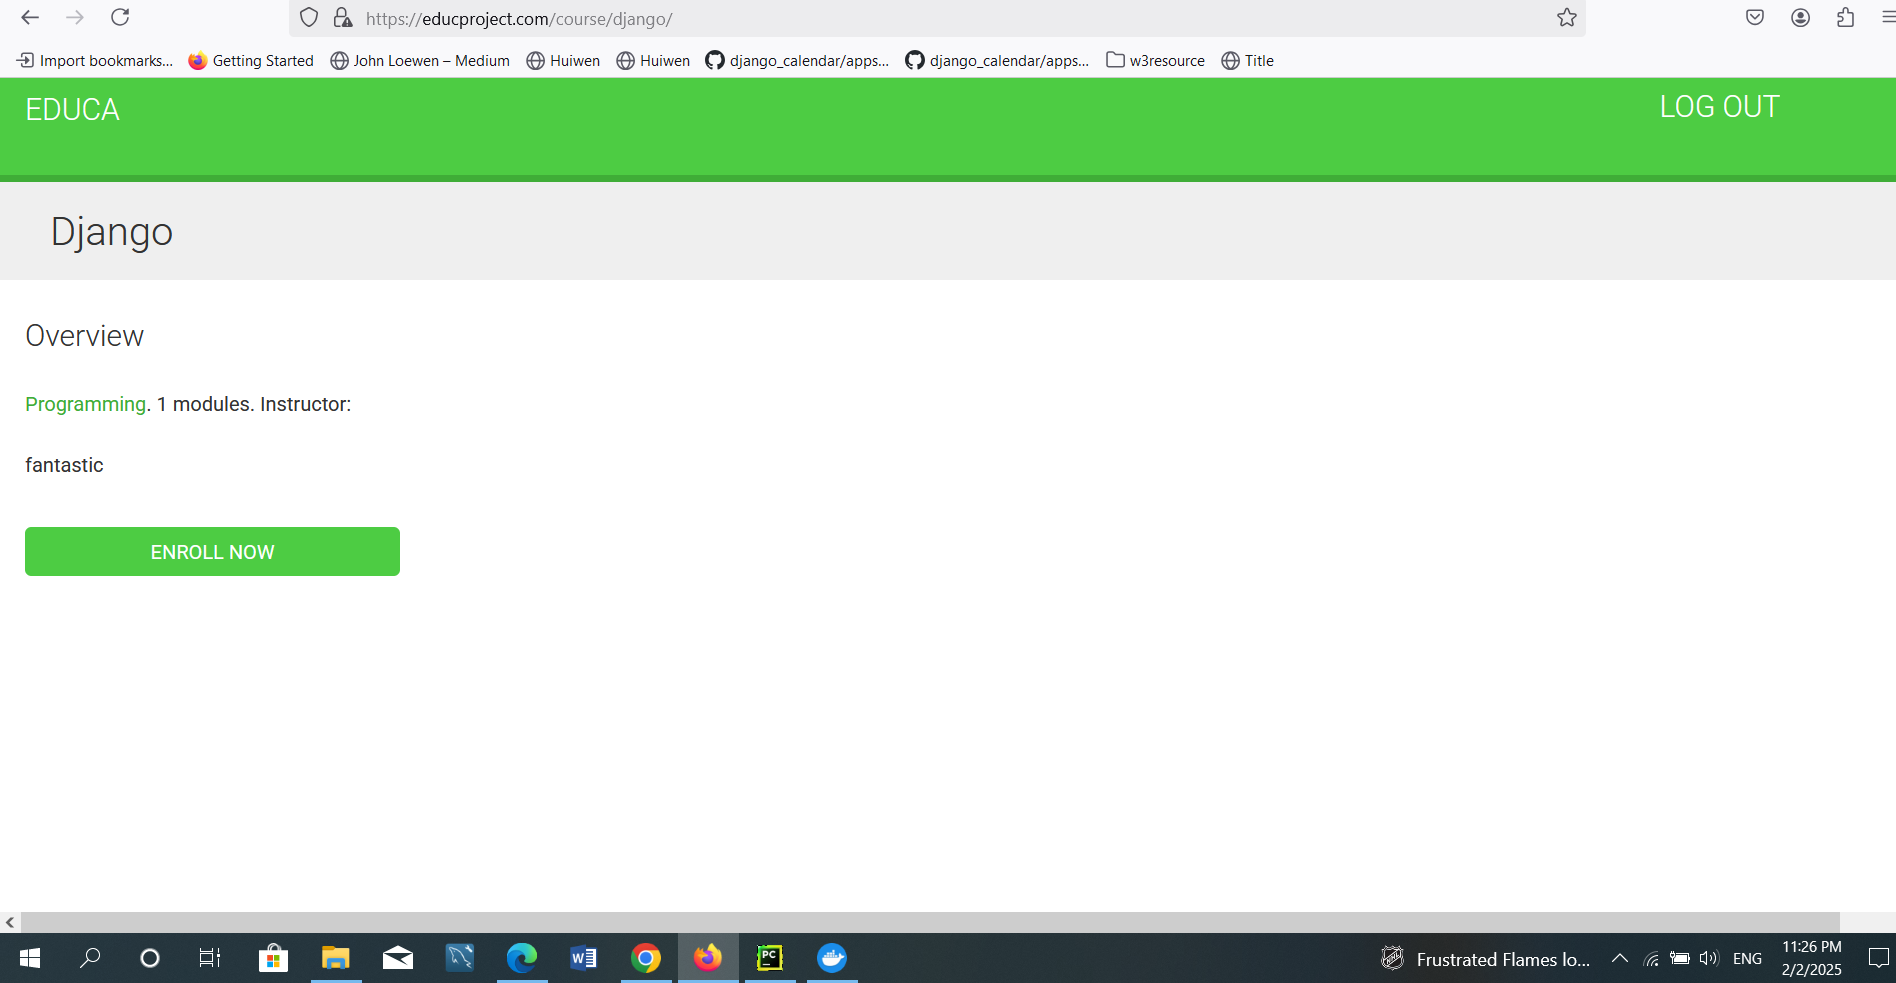 https://educproject.com/course/django/
Import bookmarks... Getting Started John Loewen – Medium Huiwen Huiwen django_calendar/apps... django_calendar/apps... w3resource Title
EDUCA LOG OUT
Django
Overview
Programming. 1 modules. Instructor:
fantastic
ENROLL NOW
Frustrated Flames lo... ENG 11:26 PM
2/2/2025